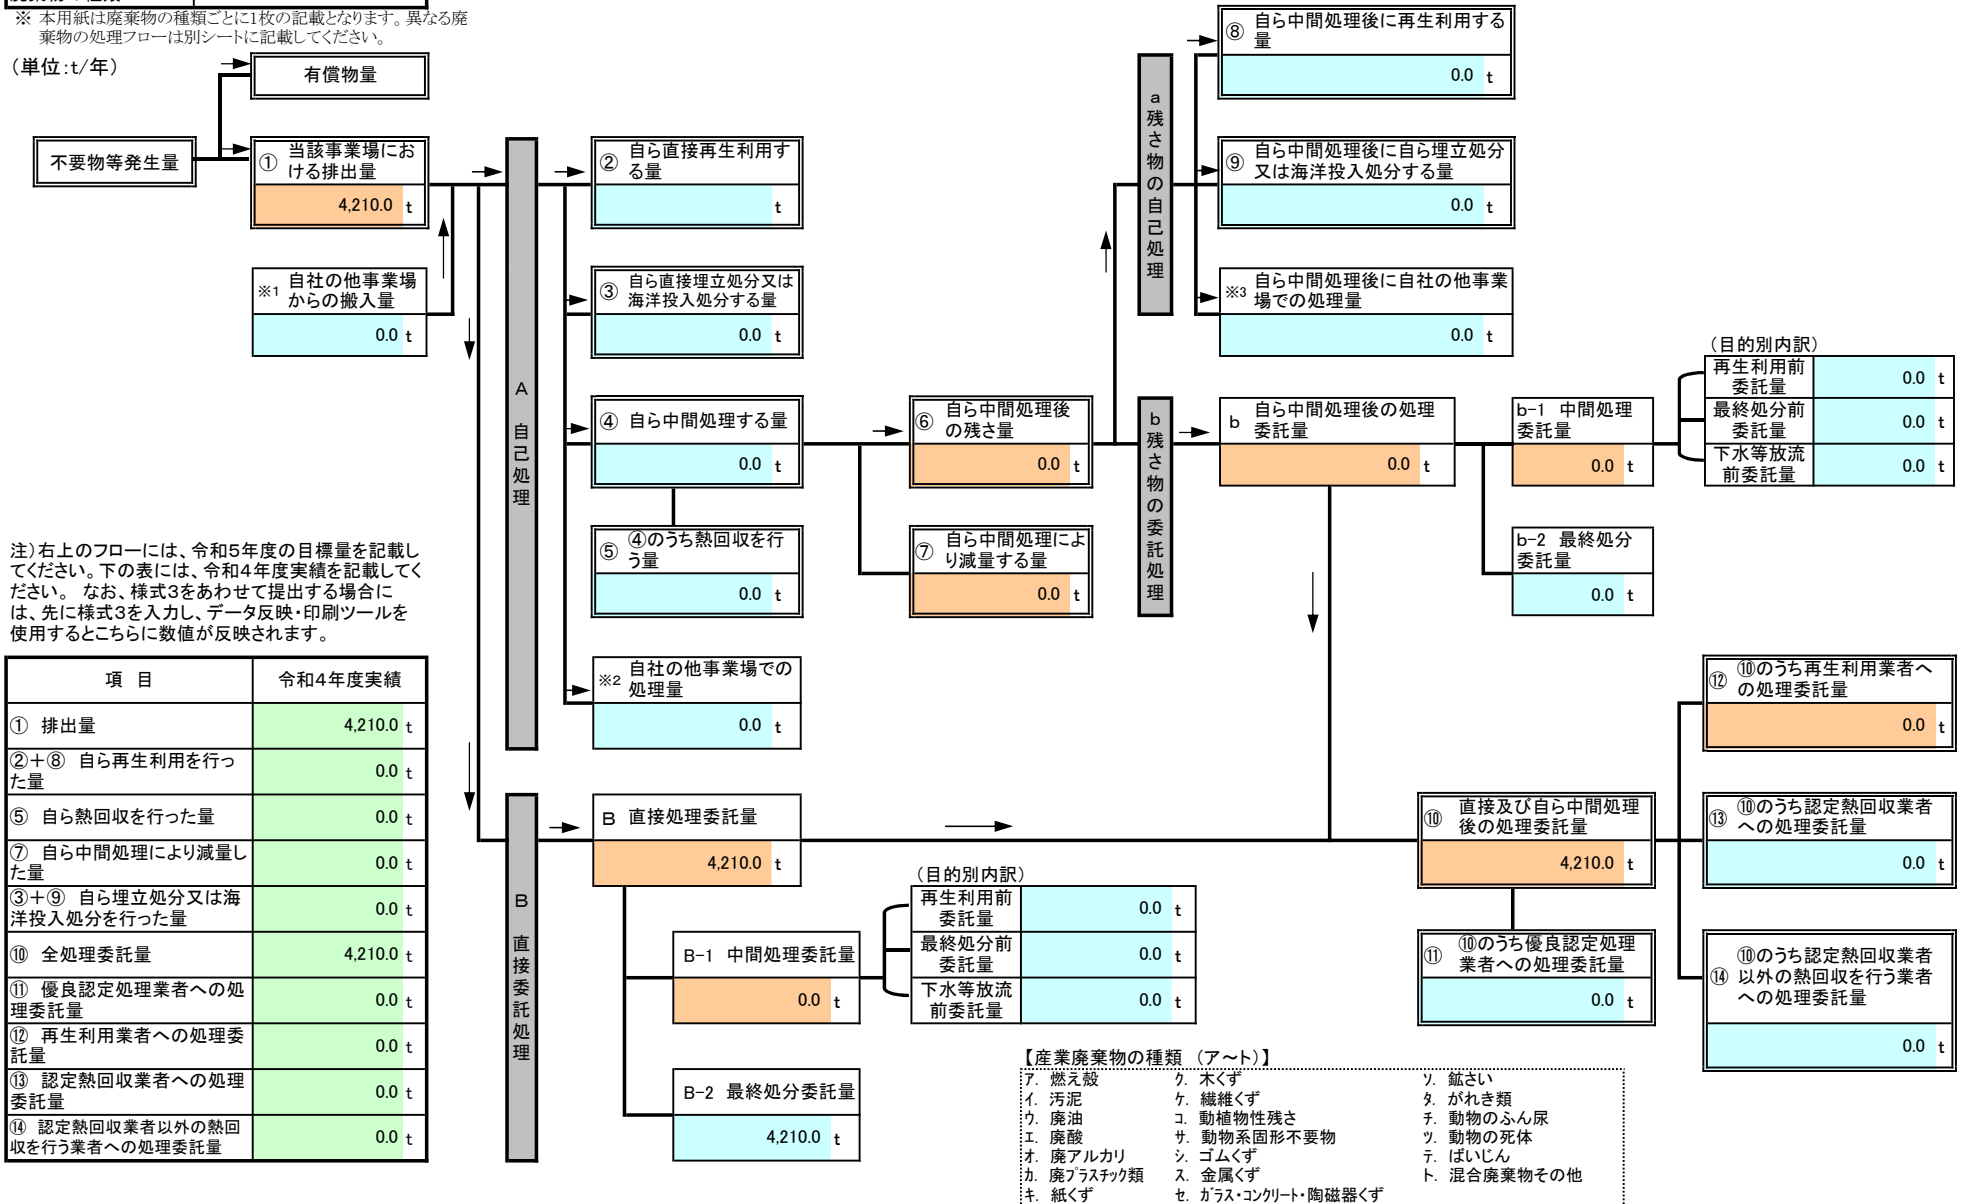 ※ 本用紙は廃棄物の種類ごとに1枚の記載となります。異なる廃
棄物の処理フローは別シートに記載してください。
（単位：t/年）
有償物量
不要物等発生量
① 当該事業場にお
ける排出量
4,210.0 t
※1 自社の他事業場
からの搬入量
0.0 t
A 自己処理
② 自ら直接再生利用す
る量
t
③ 自ら直接埋立処分又は
海洋投入処分する量
0.0 t
④ 自ら中間処理する量
0.0 t
⑤ ④のうち熱回収を行
う量
0.0 t
※2 自社の他事業場での
処理量
0.0 t
⑥ 自ら中間処理後
の残さ量
0.0 t
⑦ 自ら中間処理によ
り減量する量
0.0 t
a 残さ物の自己処理
⑧ 自ら中間処理後に再生利用する
量
0.0 t
⑨ 自ら中間処理後に自ら埋立処分
又は海洋投入処分する量
0.0 t
※3 自ら中間処理後に自社の他事業
場での処理量
0.0 t
b 残さ物の委託処理
b 自ら中間処理後の処理
委託量
0.0 t
b-1 中間処理
委託量
0.0 t
b-2 最終処分
委託量
0.0 t
（目的別内訳）
再生利用前
委託量
0.0 t
最終処分前
委託量
0.0 t
下水等放流
前委託量
0.0 t
注）右上のフローには、令和5年度の目標量を記載し
てください。下の表には、令和4年度実績を記載してく
ださい。 なお、様式3をあわせて提出する場合に
は、先に様式3を入力し、データ反映・印刷ツールを
使用するとこちらに数値が反映されます。
項 目 令和4年度実績
① 排出量 4,210.0 t
②＋⑧ 自ら再生利用を行っ
た量 0.0 t
⑤ 自ら熱回収を行った量 0.0 t
⑦ 自ら中間処理により減量し
た量 0.0 t
③＋⑨ 自ら埋立処分又は海
洋投入処分を行った量 0.0 t
⑩ 全処理委託量 4,210.0 t
⑪ 優良認定処理業者への処
理委託量 0.0 t
⑫ 再生利用業者への処理委
託量 0.0 t
⑬ 認定熱回収業者への処理
委託量 0.0 t
⑭ 認定熱回収業者以外の熱回
収を行う業者への処理委託量 0.0 t
B 直接委託処理
B 直接処理委託量
4,210.0 t
B-1 中間処理委託量
0.0 t
B-2 最終処分委託量
4,210.0 t
（目的別内訳）
再生利用前
委託量
0.0 t
最終処分前
委託量
0.0 t
下水等放流
前委託量
0.0 t
⑩ 直接及び自ら中間処理
後の処理委託量
4,210.0 t
⑪ ⑩のうち優良認定処理
業者への処理委託量
0.0 t
⑫ ⑩のうち再生利用業者へ
の処理委託量
0.0 t
⑬ ⑩のうち認定熱回収業者
への処理委託量
0.0 t
⑭ ⑩のうち認定熱回収業者
以外の熱回収を行う業者
への処理委託量
0.0 t
【産業廃棄物の種類 （ア～ト）】
ア. 燃え殻 ク. 木くず ソ. 鉱さい
イ. 汚泥 ケ. 繊維くず タ. がれき類
ウ. 廃油 コ. 動植物性残さ チ. 動物のふん尿
エ. 廃酸 サ. 動物系固形不要物 ツ. 動物の死体
オ. 廃アルカリ シ. ゴムくず テ. ばいじん
カ. 廃プラスチック類 ス. 金属くず ト. 混合廃棄物その他
キ. 紙くず セ. ガラス・コンクリート・陶磁器くず